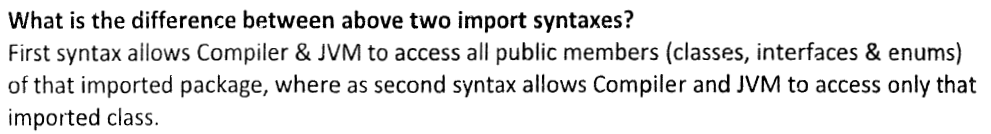 What is the difference between above two import syntaxes?
First syntax allows Compiler & JVM to access all public members (classes, interfaces & enums)
of that imported package, where as second syntax allows Compiler and JVM to access only that
imported class.